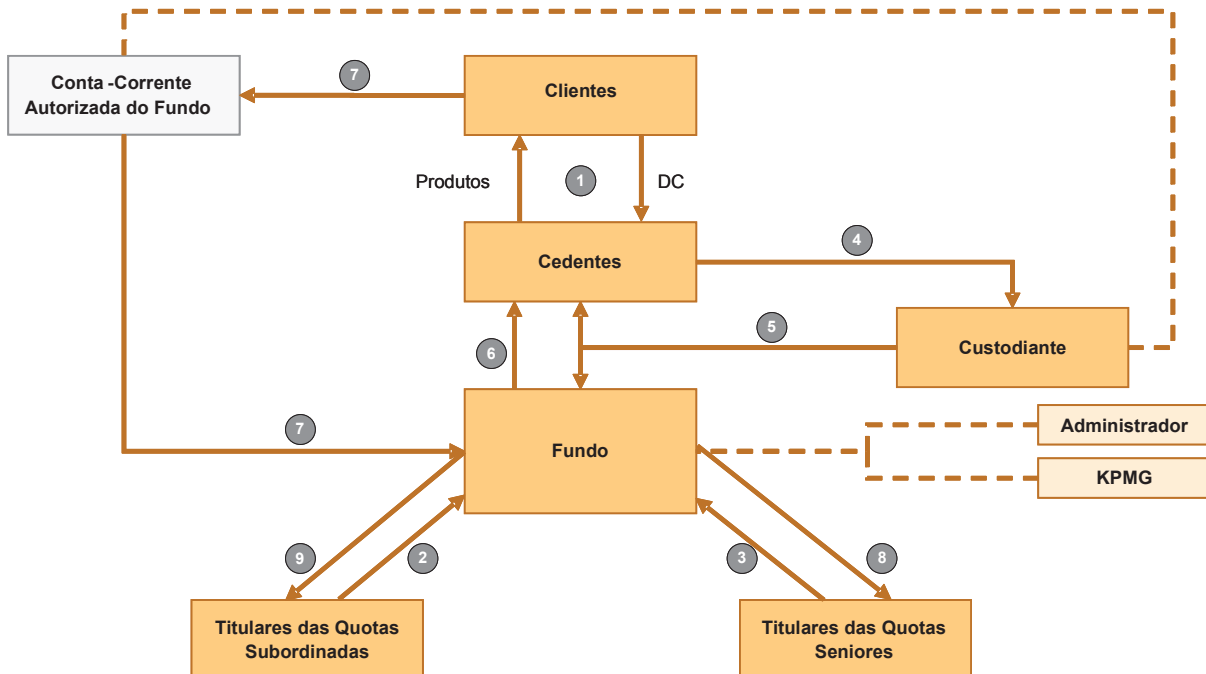 7
Conta -Corrente
Autorizada do Fundo
Clientes
Produtos
1
DC
4
Cedentes
5
6
Custodiante
7
Fundo
Administrador
KPMG
9
2
3
8
Titulares das Quotas
Subordinadas
Titulares das Quotas
Seniores